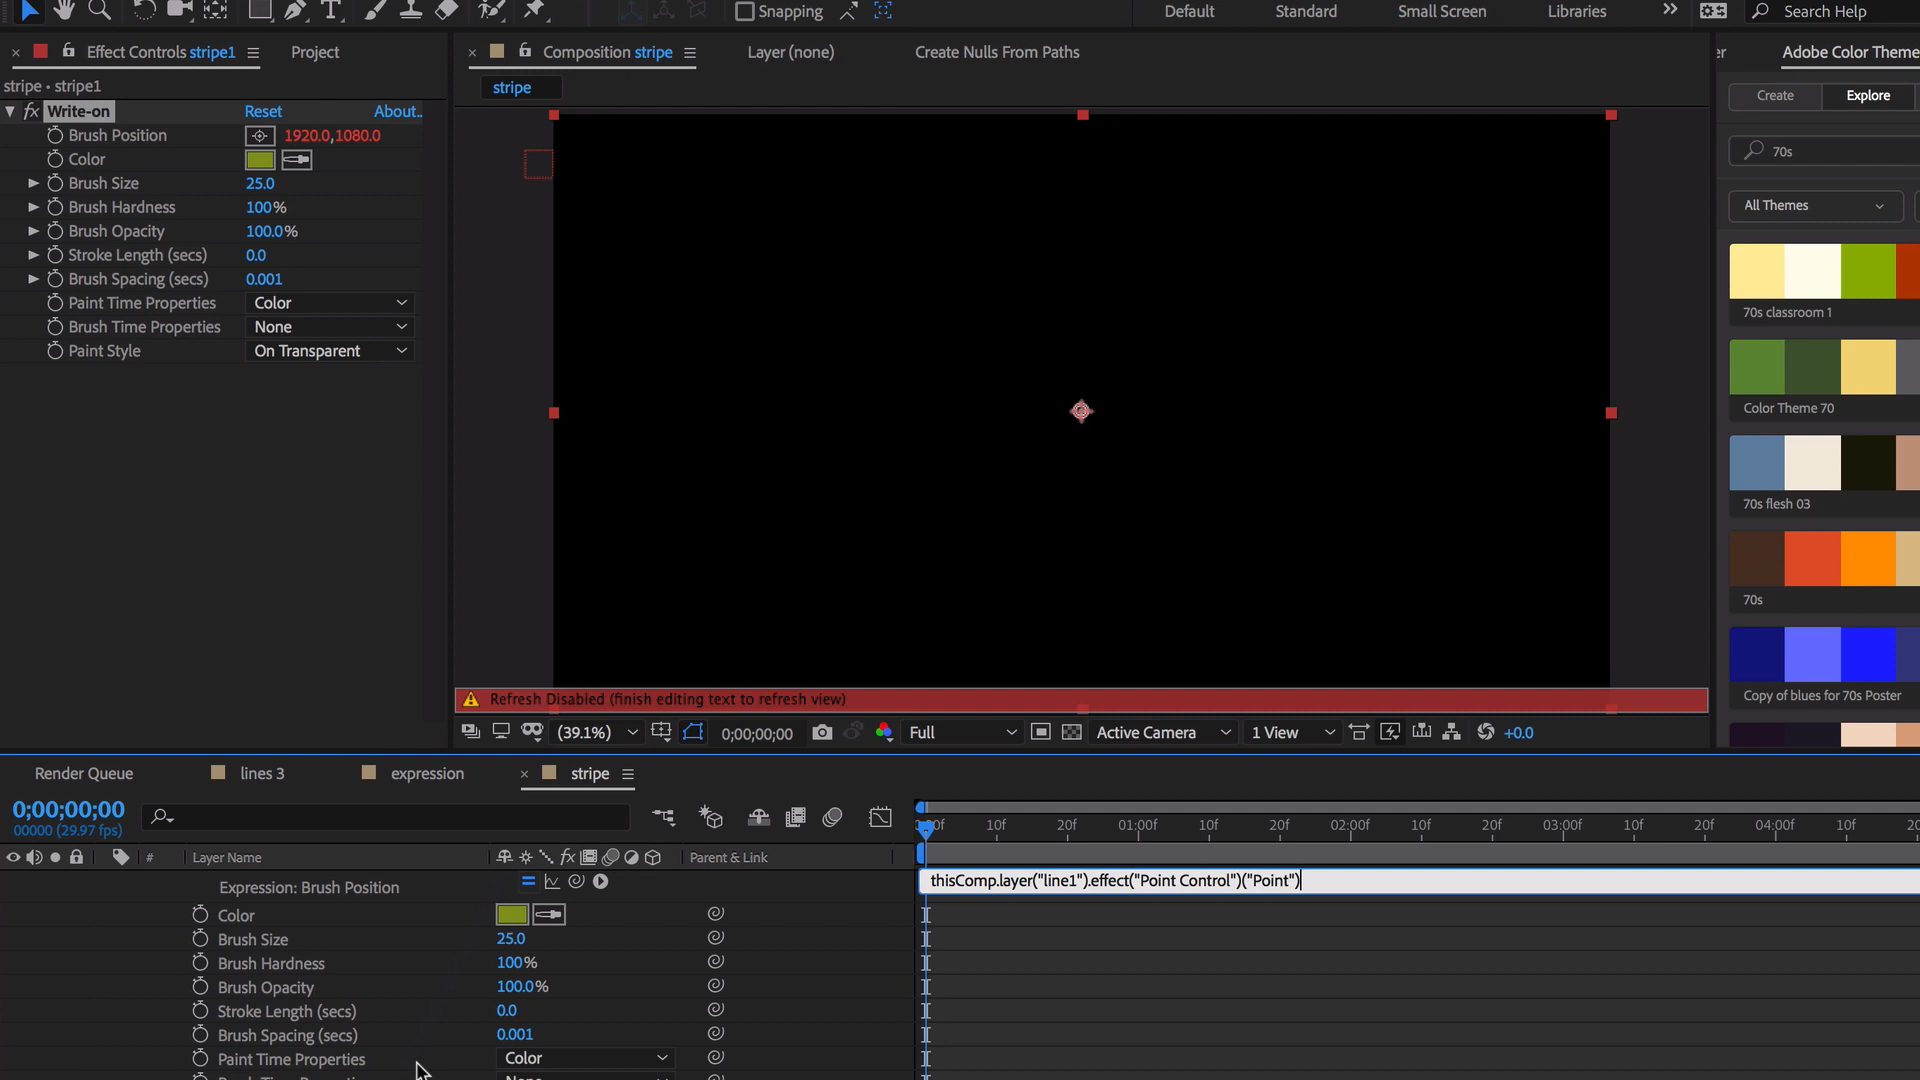 Snapping
Default
Standard
Small Screen
Libraries
Search Help
Effect Controls stripe1
Project
Composition stripe
Layer (none)
Create Nulls From Paths
er
Adobe Color Theme
stripe • stripe1
stripe
Create
Explore
fx Write-on
Reset
About..
Brush Position
1920.0,1080.0
70s
Color
Brush Size
25.0
Brush Hardness
100%
All Themes
Brush Opacity
100.0%
Stroke Length (secs)
0.0
Brush Spacing (secs)
0.001
Paint Time Properties
Color
70s classroom 1
Brush Time Properties
None
Paint Style
On Transparent
Color Theme 70
70s flesh 03
70s
Copy of blues for 70s Poster
Refresh Disabled (finish editing text to refresh view)
(39.1%)
0;00;00;00
Full
Active Camera
1 View
+0.0
Render Queue
lines 3
expression
stripe
0;00;00;00
00000 (29.97 fps)
10f
20f
01:00f
10f
20f
02:00f
10f
20f
03:00f
10f
20f
04:00f
10f
#
Layer Name
fx
Parent & Link
Expression: Brush Position
thisComp.layer("line1").effect("Point Control")("Point")
Color
Brush Size
25.0
Brush Hardness
100%
Brush Opacity
100.0%
Stroke Length (secs)
0.0
Brush Spacing (secs)
0.001
Paint Time Properties
Color